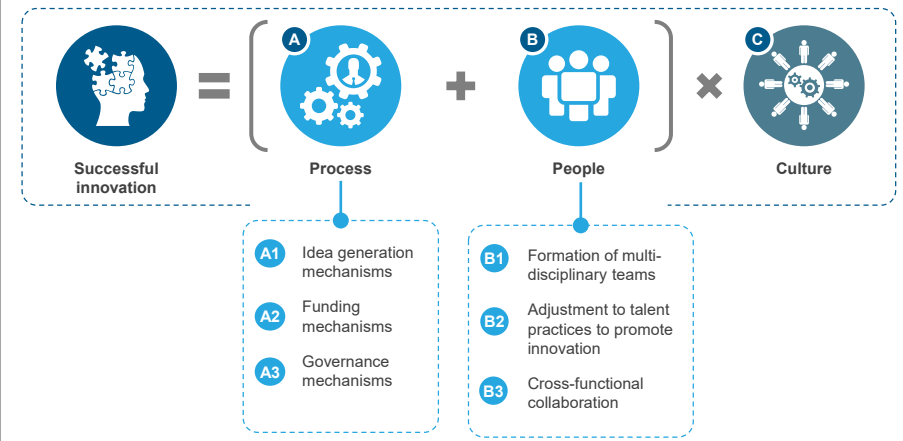 A
B
C
Successful
innovation
Process
People
Culture
A1
Idea generation
mechanisms
A2
Funding
mechanisms
A3
Governance
mechanisms
B1
Formation of multi-
disciplinary teams
B2
Adjustment to talent
practices to promote
innovation
B3
Cross-functional
collaboration